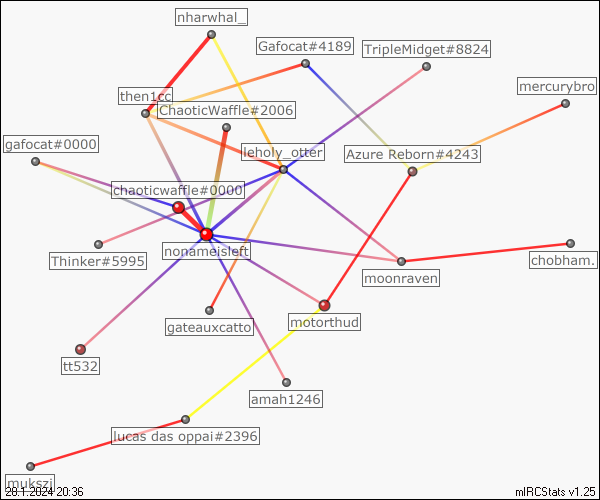 nharwhal_
Gafocat#4189
TripleMidget#8824
mercurybro
then1cc
ChaoticWaffle#2006
gafocat#0000
leholy_otter
Azure Reborn#4243
chaoticwaffle#0000
nonameisleft
Thinker#5995
moonraven
chobham.
gateauxcatto
motorthud
tt532
amah1246
lucas das oppai#2396
mukszi
20.1.2024 20:36
mIRCStats v1.25